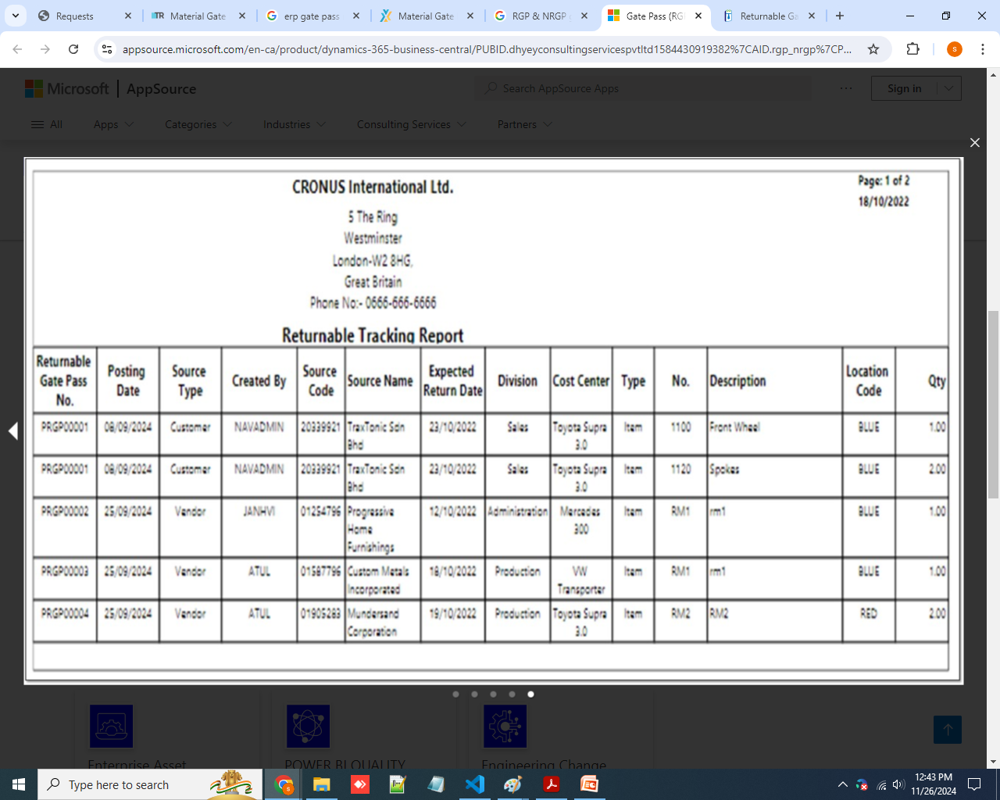 Requests
Material Gate
erp gate pass
Material Gate
RGP & NRGP
Gate Pass (RG
Returnable Ga
appsource.microsoft.com/en-ca/product/dynamics-365-business-central/PUBID.dhyeyconsultingservicespvtltd1584430919382%7CAID.rgp_nrgp%7CP...
s
Microsoft | AppSource
Search AppSource Apps
Sign in
All Apps Categories Industries Consulting Services Partners
CRONUS International Ltd.
Page: 1 of 2
18/10/2022
5 The Ring
Westminster
London-W2 8HG,
Great Britain
Phone No:- 0666-666-6666
Returnable Tracking Report
Returnable Gate Pass No. Posting Date Source Type Created By Source Code Source Name Expected Return Date Division Cost Center Type No. Description Location Code Qty
PRGP00001 08/09/2024 Customer NAVADMIN 20339921 TraxTonic Sdn Bhd 23/10/2022 Sales Toyota Supra 3.0 Item 1100 Front Wheel BLUE 1.00
PRGP00001 08/09/2024 Customer NAVADMIN 20339921 TraxTonic Sdn Bhd 23/10/2022 Sales Toyota Supra 3.0 Item 1120 Spokes BLUE 2.00
PRGP00002 25/09/2024 Vendor JANHVI 01254796 Progressive Home Furnishings 12/10/2022 Administration Mercedes 300 Item RM1 rm1 BLUE 1.00
PRGP00003 25/09/2024 Vendor ATUL 01587796 Custom Metals Incorporated 18/10/2022 Production VW Transporter Item RM1 rm1 BLUE 1.00
PRGP00004 25/09/2024 Vendor ATUL 01905283 Mundersand Corporation 19/10/2022 Production Toyota Supra 3.0 Item RM2 RM2 RED 2.00
Enterprise Asset
POWER BI QUALITY
Engineering Change
Type here to search
12:43 PM
11/26/2024